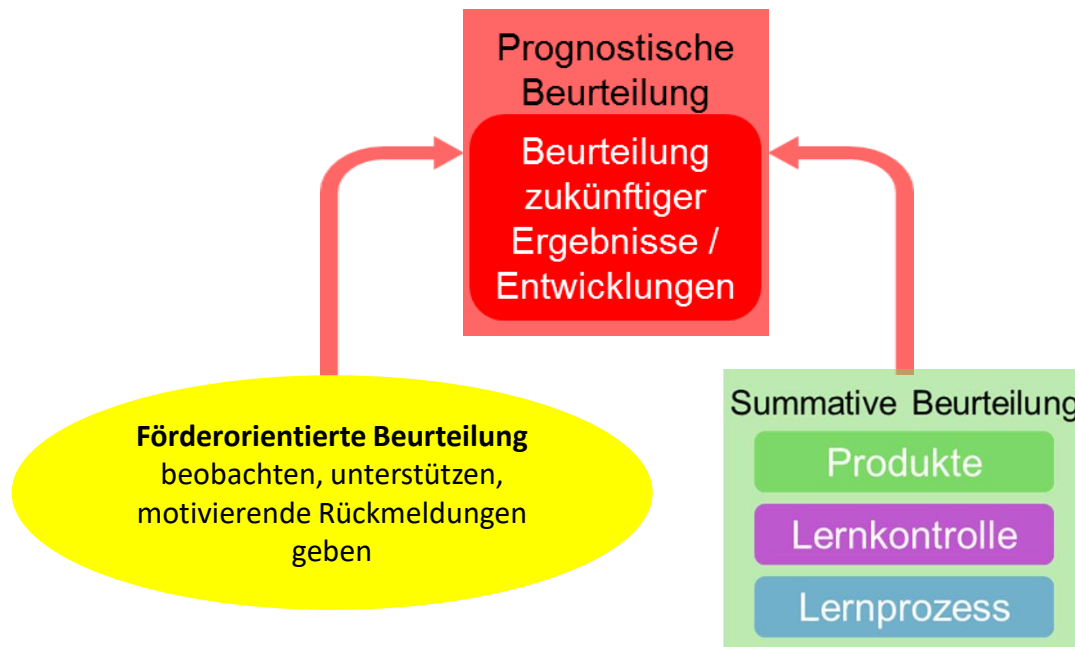 Prognostische
Beurteilung
Beurteilung
zukünftiger
Ergebnisse /
Entwicklungen
Förderorientierte Beurteilung
beobachten, unterstützen,
motivierende Rückmeldungen
geben
Summative Beurteilung
Produkte
Lernkontrolle
Lernprozess